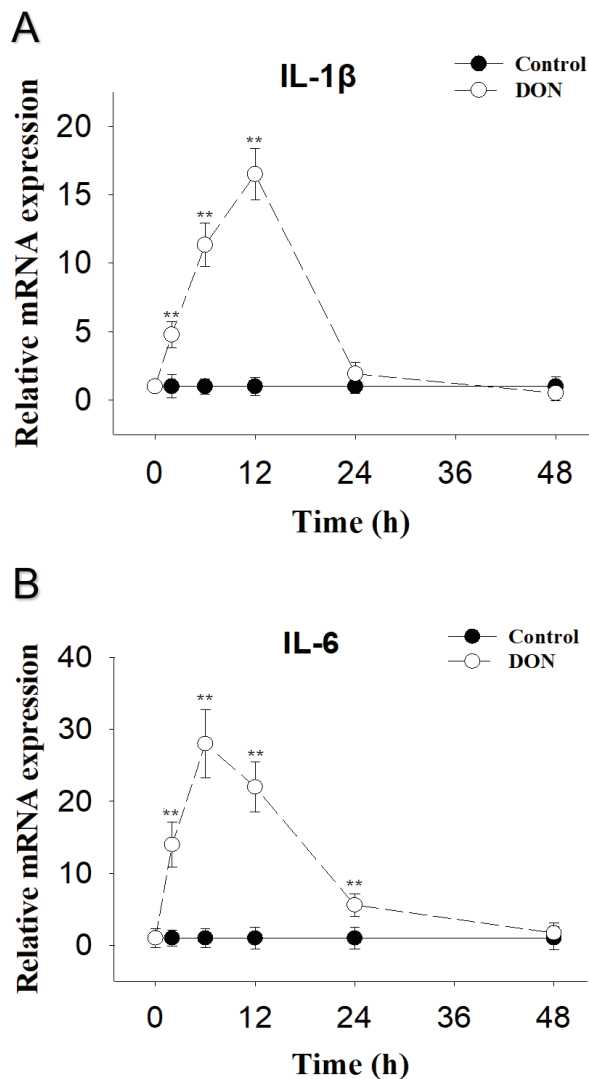 A
IL-1β
Control
DON
Relative mRNA expression
20
15
10
5
0
**
**
**
0 12 24 36 48
Time (h)
B
IL-6
Control
DON
Relative mRNA expression
40
30
20
10
0
**
**
**
**
0 12 24 36 48
Time (h)